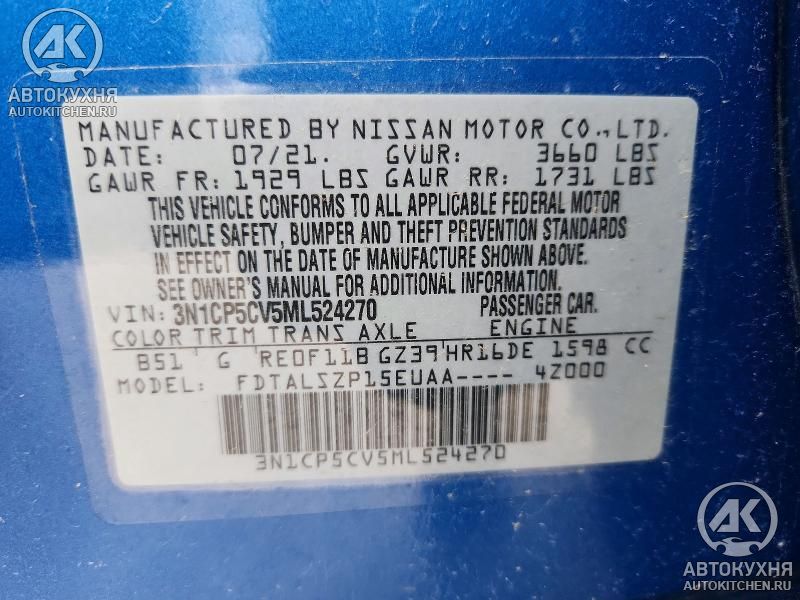 AK
АВТОКУХНЯ
AUTOKITCHEN.RU
MANUFACTURED BY NISSAN MOTOR CO.,LTD.
DATE: 07/21. GVWR: 3660 LBS
GAWR FR: 1929 LBS GAWR RR: 1731 LBS
THIS VEHICLE CONFORMS TO ALL APPLICABLE FEDERAL MOTOR
VEHICLE SAFETY, BUMPER AND THEFT PREVENTION STANDARDS
IN EFFECT ON THE DATE OF MANUFACTURE SHOWN ABOVE.
SEE OWNER'S MANUAL FOR ADDITIONAL INFORMATION.
VIN: 3N1CP5CV5ML524270 PASSENGER CAR.
COLOR TRIM TRANS AXLE ENGINE
B51 G RE0F11B GZ39 HR16DE 1598 CC
MODEL: FDTALSZP15EUAA---- 4Z000
3N1CP5CV5ML524270
AK
АВТОКУХНЯ
AUTOKITCHEN.RU